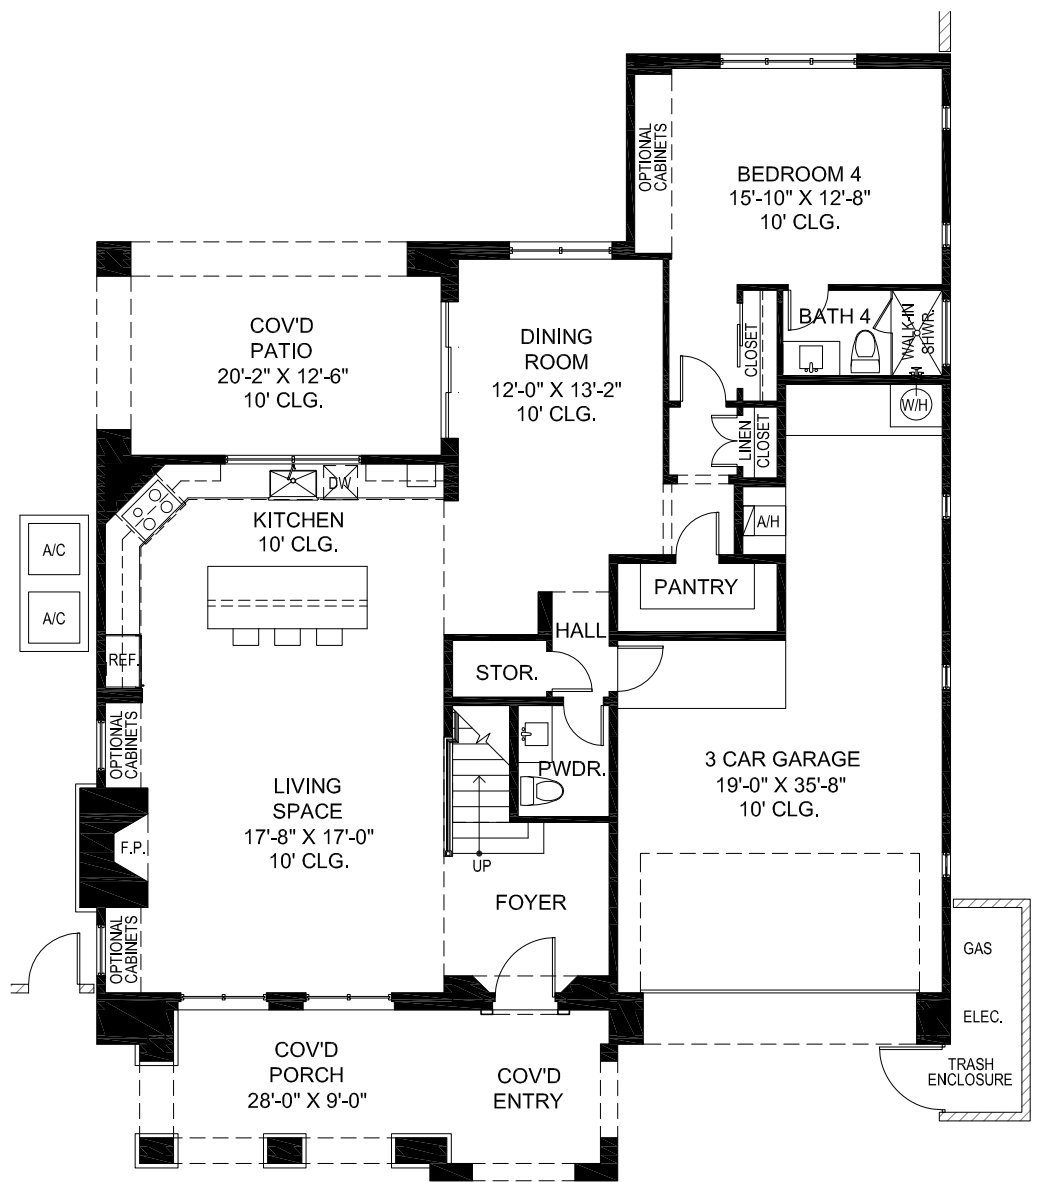 OPTIONAL
CABINETS
BEDROOM 4
15'-10" X 12'-8"
10' CLG.
COV'D
PATIO
20'-2" X 12'-6"
10' CLG.
DINING
ROOM
12'-0" X 13'-2"
10' CLG.
CLOSET
BATH 4
WALK-IN
SHWR.
W/H
LINEN
CLOSET
DW
KITCHEN
10' CLG.
A/H
A/C
A/C
PANTRY
HALL
REF.
STOR.
OPTIONAL
CABINETS
PWDR.
3 CAR GARAGE
19'-0" X 35'-8"
10' CLG.
LIVING
SPACE
17'-8" X 17'-0"
10' CLG.
F.P.
UP
FOYER
OPTIONAL
CABINETS
GAS
ELEC.
TRASH
ENCLOSURE
COV'D
PORCH
28'-0" X 9'-0"
COV'D
ENTRY